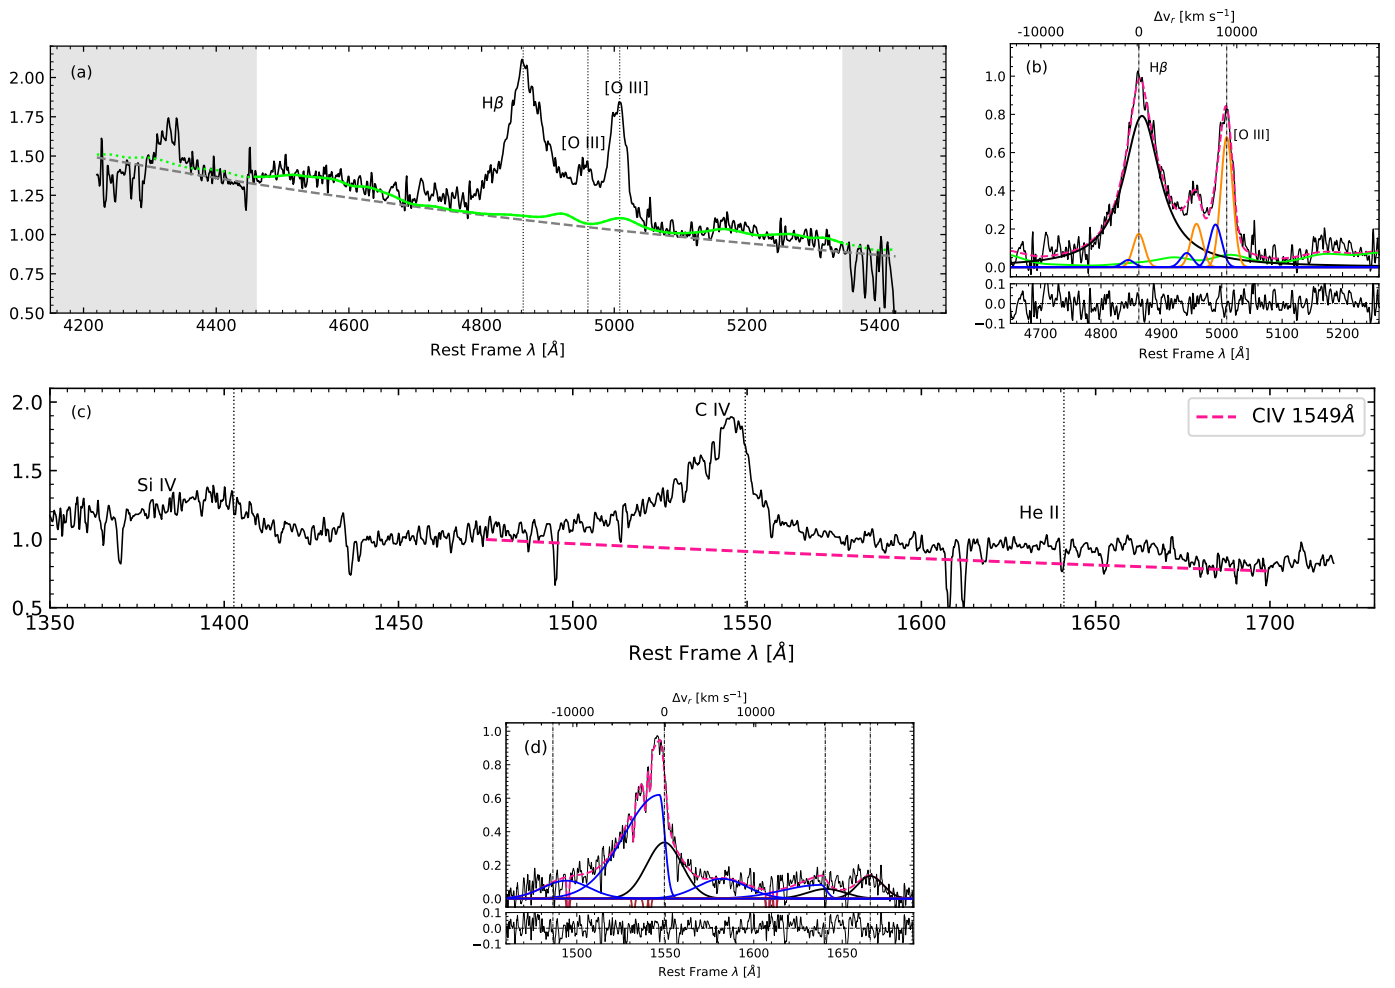 (a)
Hβ
[O III]
[O III]
2.00
1.75
1.50
1.25
1.00
0.75
0.50
4200 4400 4600 4800 5000 5200 5400
Rest Frame λ [Å]
Δvᵣ [km s⁻¹]
-10000 0 10000
(b)
Hβ
[O III]
1.0
0.8
0.6
0.4
0.2
0.0
0.1
0.0
−0.1
4700 4800 4900 5000 5100 5200
Rest Frame λ [Å]
(c)
Si IV
C IV
He II
CIV 1549Å
2.0
1.5
1.0
0.5
1350 1400 1450 1500 1550 1600 1650 1700
Rest Frame λ [Å]
Δvᵣ [km s⁻¹]
-10000 0 10000
(d)
1.0
0.8
0.6
0.4
0.2
0.0
0.1
0.0
−0.1
1500 1550 1600 1650
Rest Frame λ [Å]